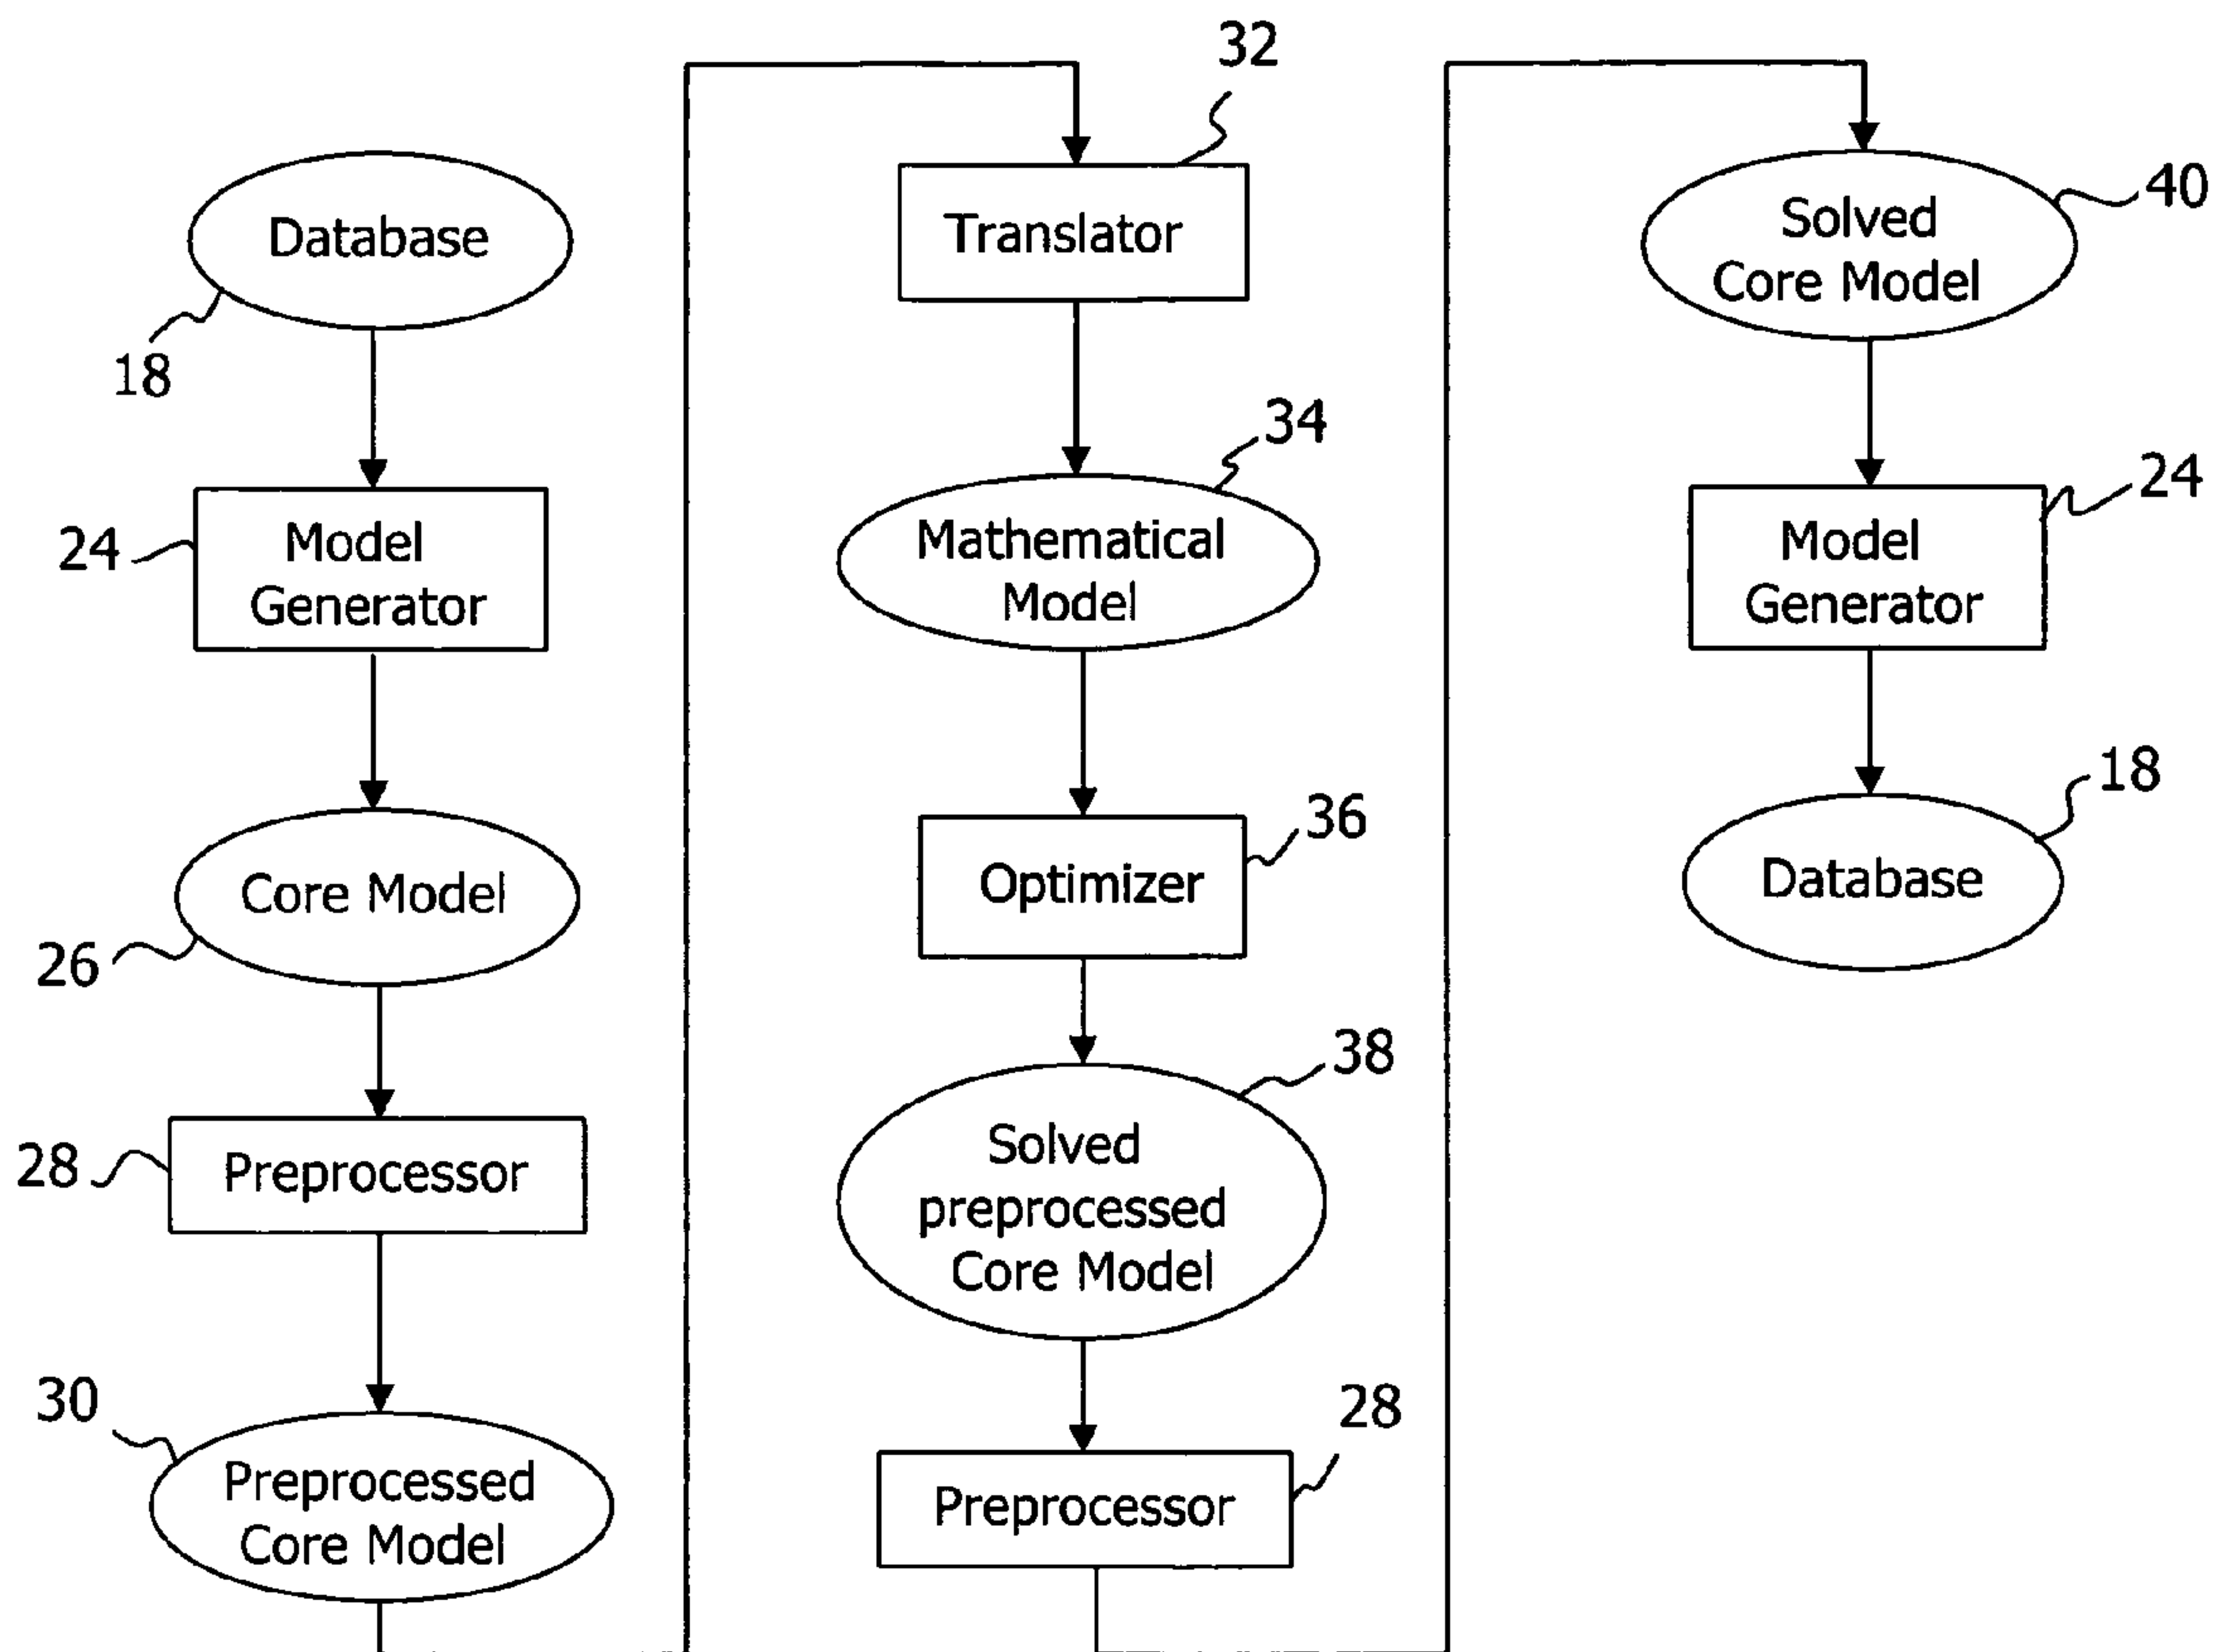 Database
18
24
Model
Generator
Core Model
26
28
Preprocessor
30
Preprocessed
Core Model
32
Translator
34
Mathematical
Model
36
Optimizer
38
Solved
preprocessed
Core Model
28
Preprocessor
40
Solved
Core Model
24
Model
Generator
18
Database